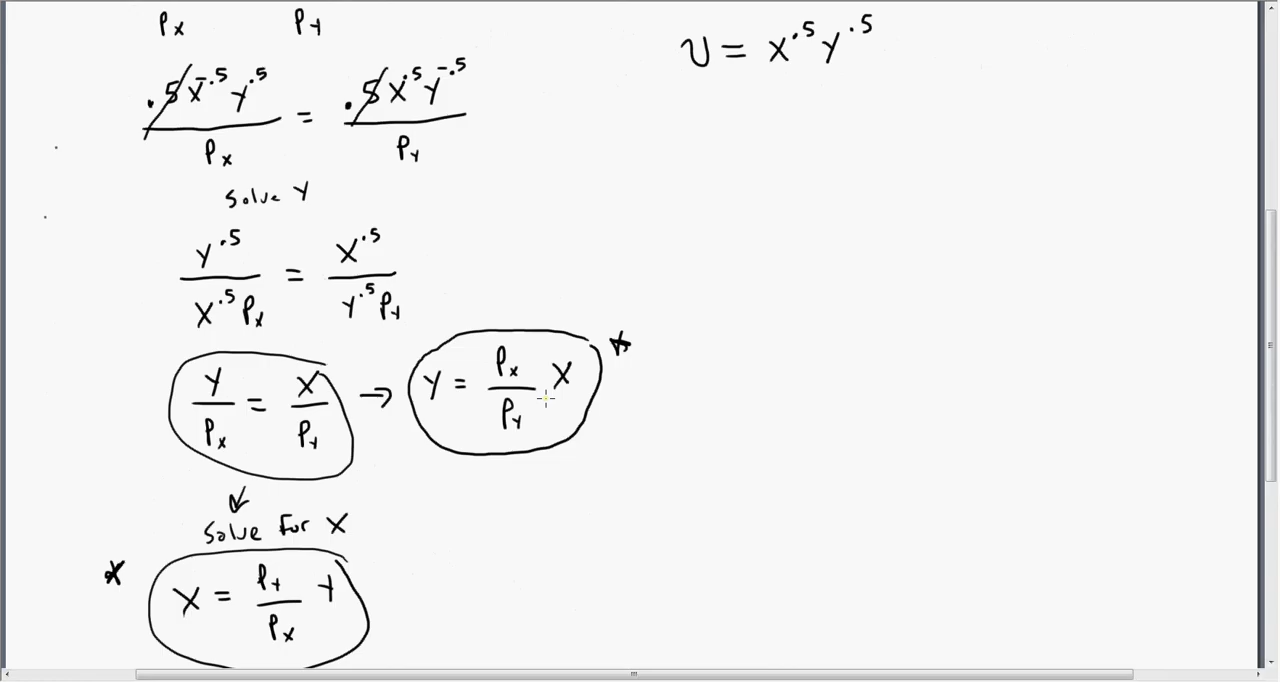 Px Py
U = X^.5 Y^.5
.5X^-.5 Y^.5 / Px = .5X^.5 Y^-.5 / Py
Solve Y
Y^.5 / X^.5 Px = X^.5 / Y^.5 Py
Y / Px = X / Py → Y = Px / Py X *
↓
Solve For X
* X = Py / Px Y